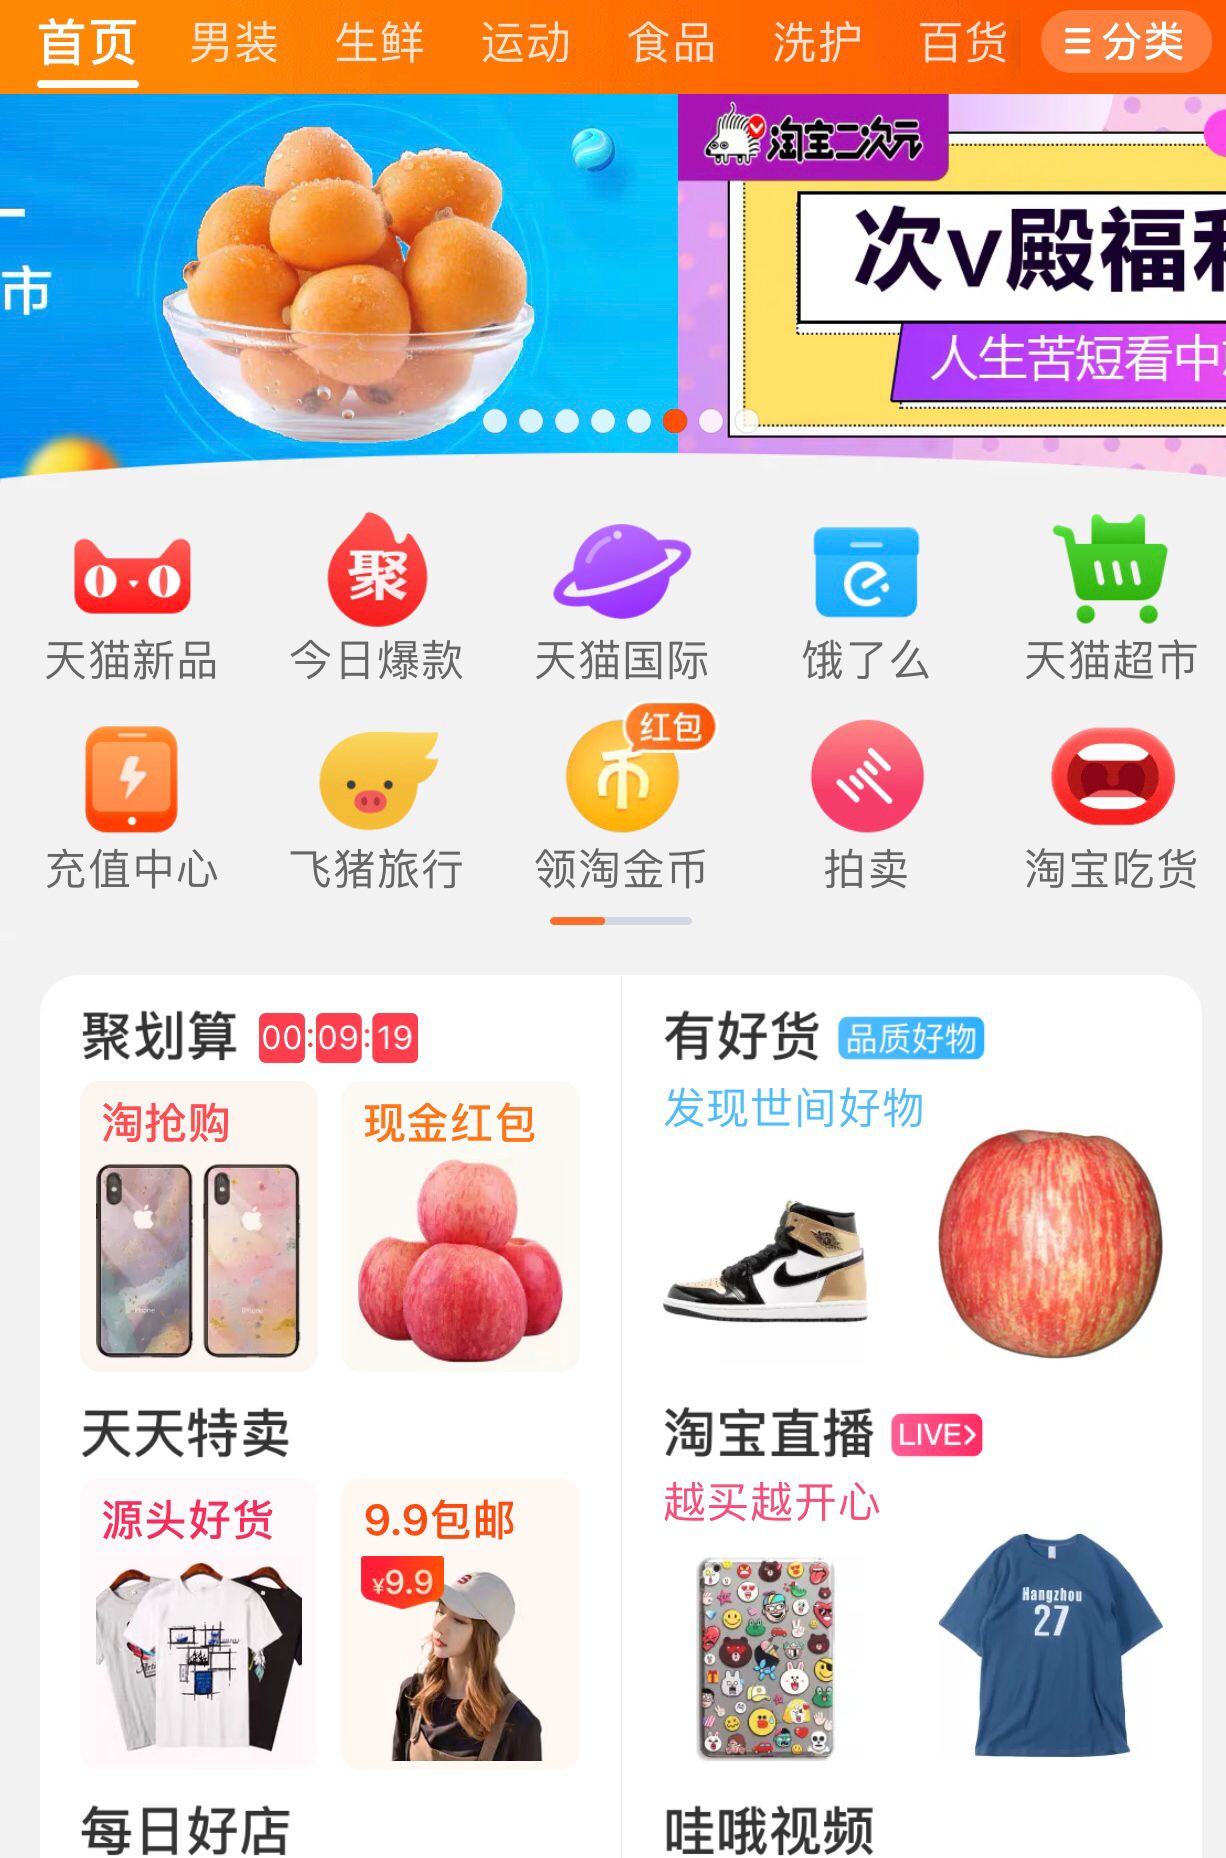 首页 男装 生鲜 运动 食品 洗护 百货 分类
市
淘宝二次元
次v殿福利
人生苦短看中
天猫新品 今日爆款 天猫国际 饿了么 天猫超市
聚
红包
充值中心 飞猪旅行 领淘金币 拍卖 淘宝吃货
聚划算 00:09:19
淘抢购 现金红包
iPhone iPhone
有好货 品质好物
发现世间好物
天天特卖
源头好货 9.9包邮
¥9.9
淘宝直播 LIVE
越买越开心
Hangzhou
27
每日好店 哇哦视频